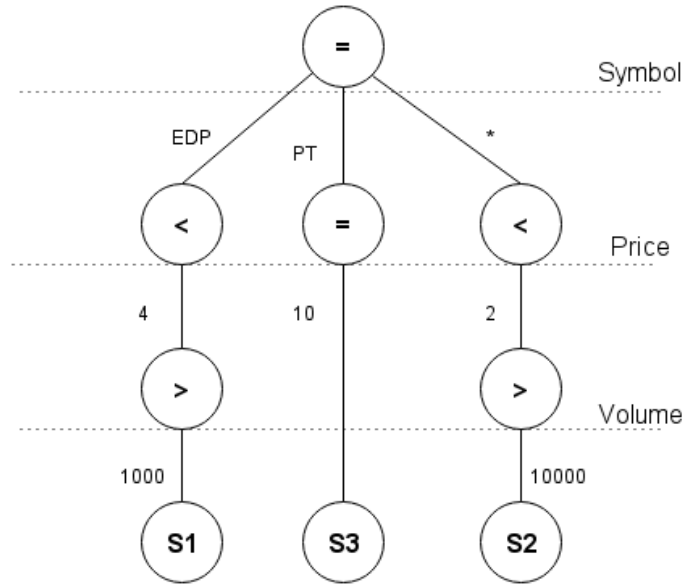 =
Symbol
EDP
PT
*
<
=
<
Price
4
10
2
>
>
Volume
1000
10000
S1
S3
S2